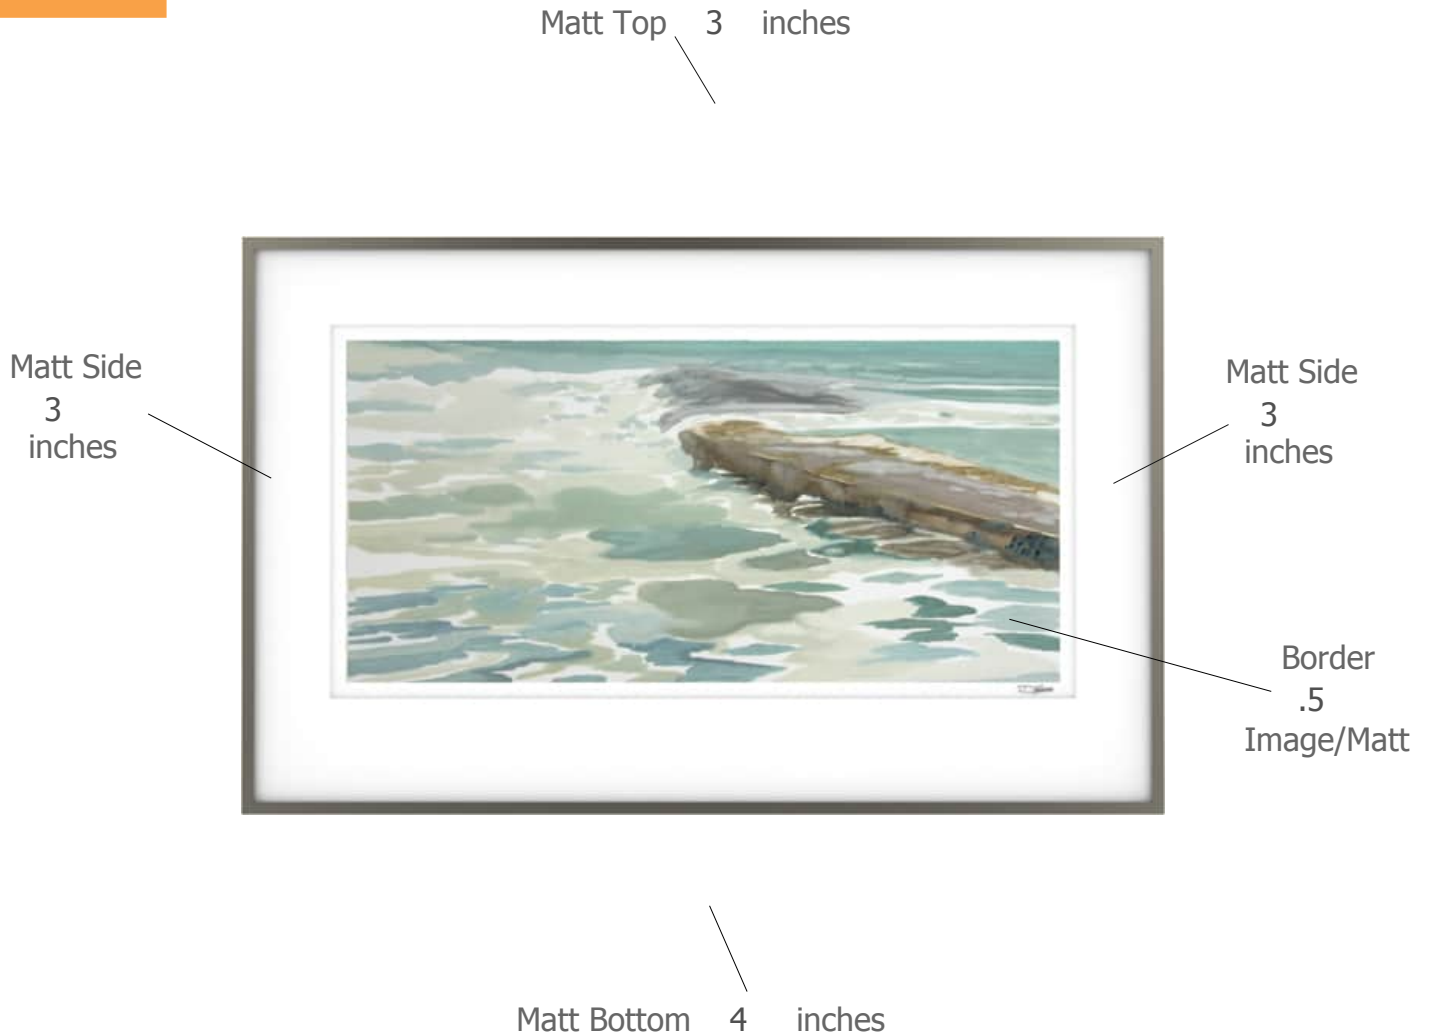 Matt Top 3 inches
Matt Side
3
inches
Matt Side
3
inches
Border
.5
Image/Matt
Matt Bottom 4 inches